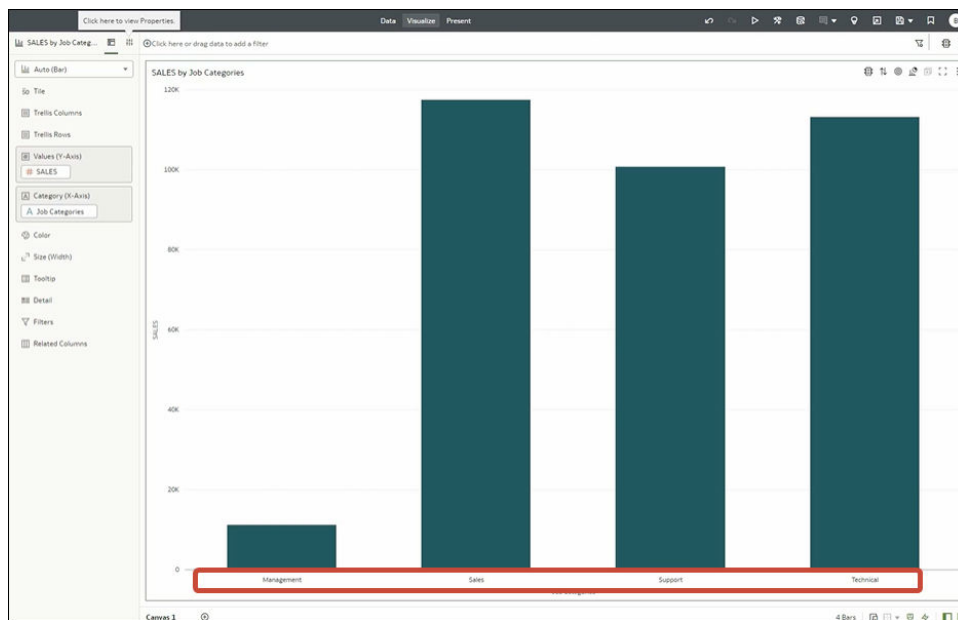 Click here to view Properties.
Data Visualize Present
SALES by Job Categ...
Click here or drag data to add a filter
Auto (Bar)
Tile
Trellis Columns
Trellis Rows
Values (Y-Axis)
SALES
Category (X-Axis)
A Job Categories
Color
Size (Width)
Tooltip
Detail
Filters
Related Columns
SALES by Job Categories
120K
100K
80K
60K
40K
20K
0
SALES
Management Sales Support Technical
Canvas 1
4 Bars